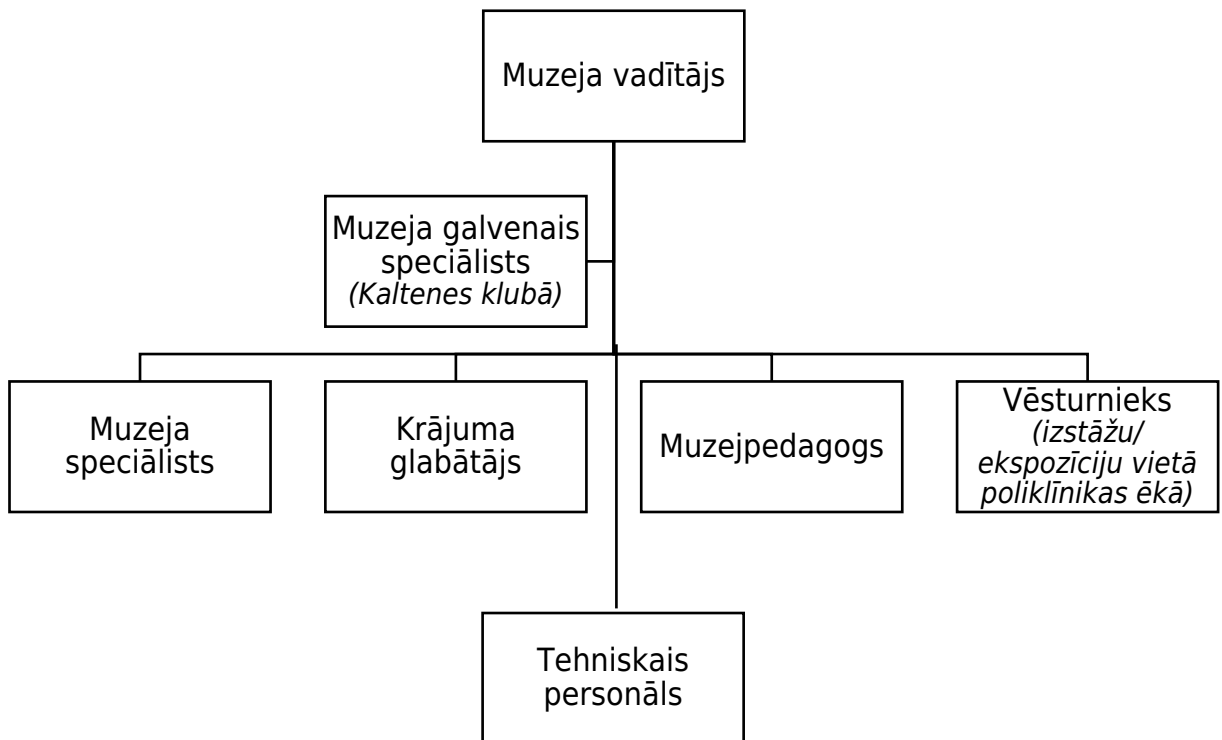 Muzeja vadītājs
Muzeja galvenais
speciālists
(Kaltenes klubā)
Muzeja
speciālists
Krājuma
glabātājs
Muzejpedagogs
Vēsturnieks
(izstāžu/
ekspozīciju vietā
poliklīnikas ēkā)
Tehniskais
personāls